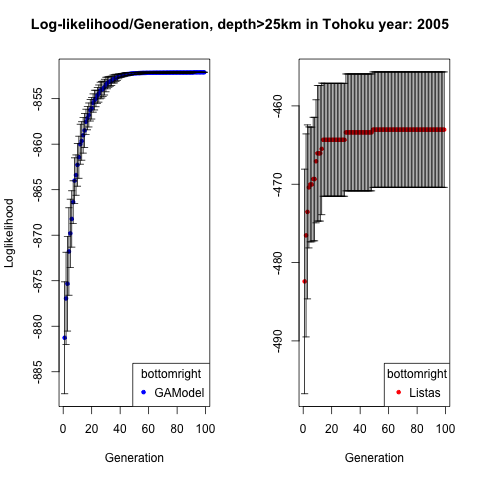 Log-likelihood/Generation, depth>25km in Tohoku year: 2005
Loglikelihood
-855
-860
-865
-870
-875
-880
-885
0 20 40 60 80 100
Generation
bottomright
GAModel
-460
-470
-480
-490
0 20 40 60 80 100
Generation
bottomright
Listas